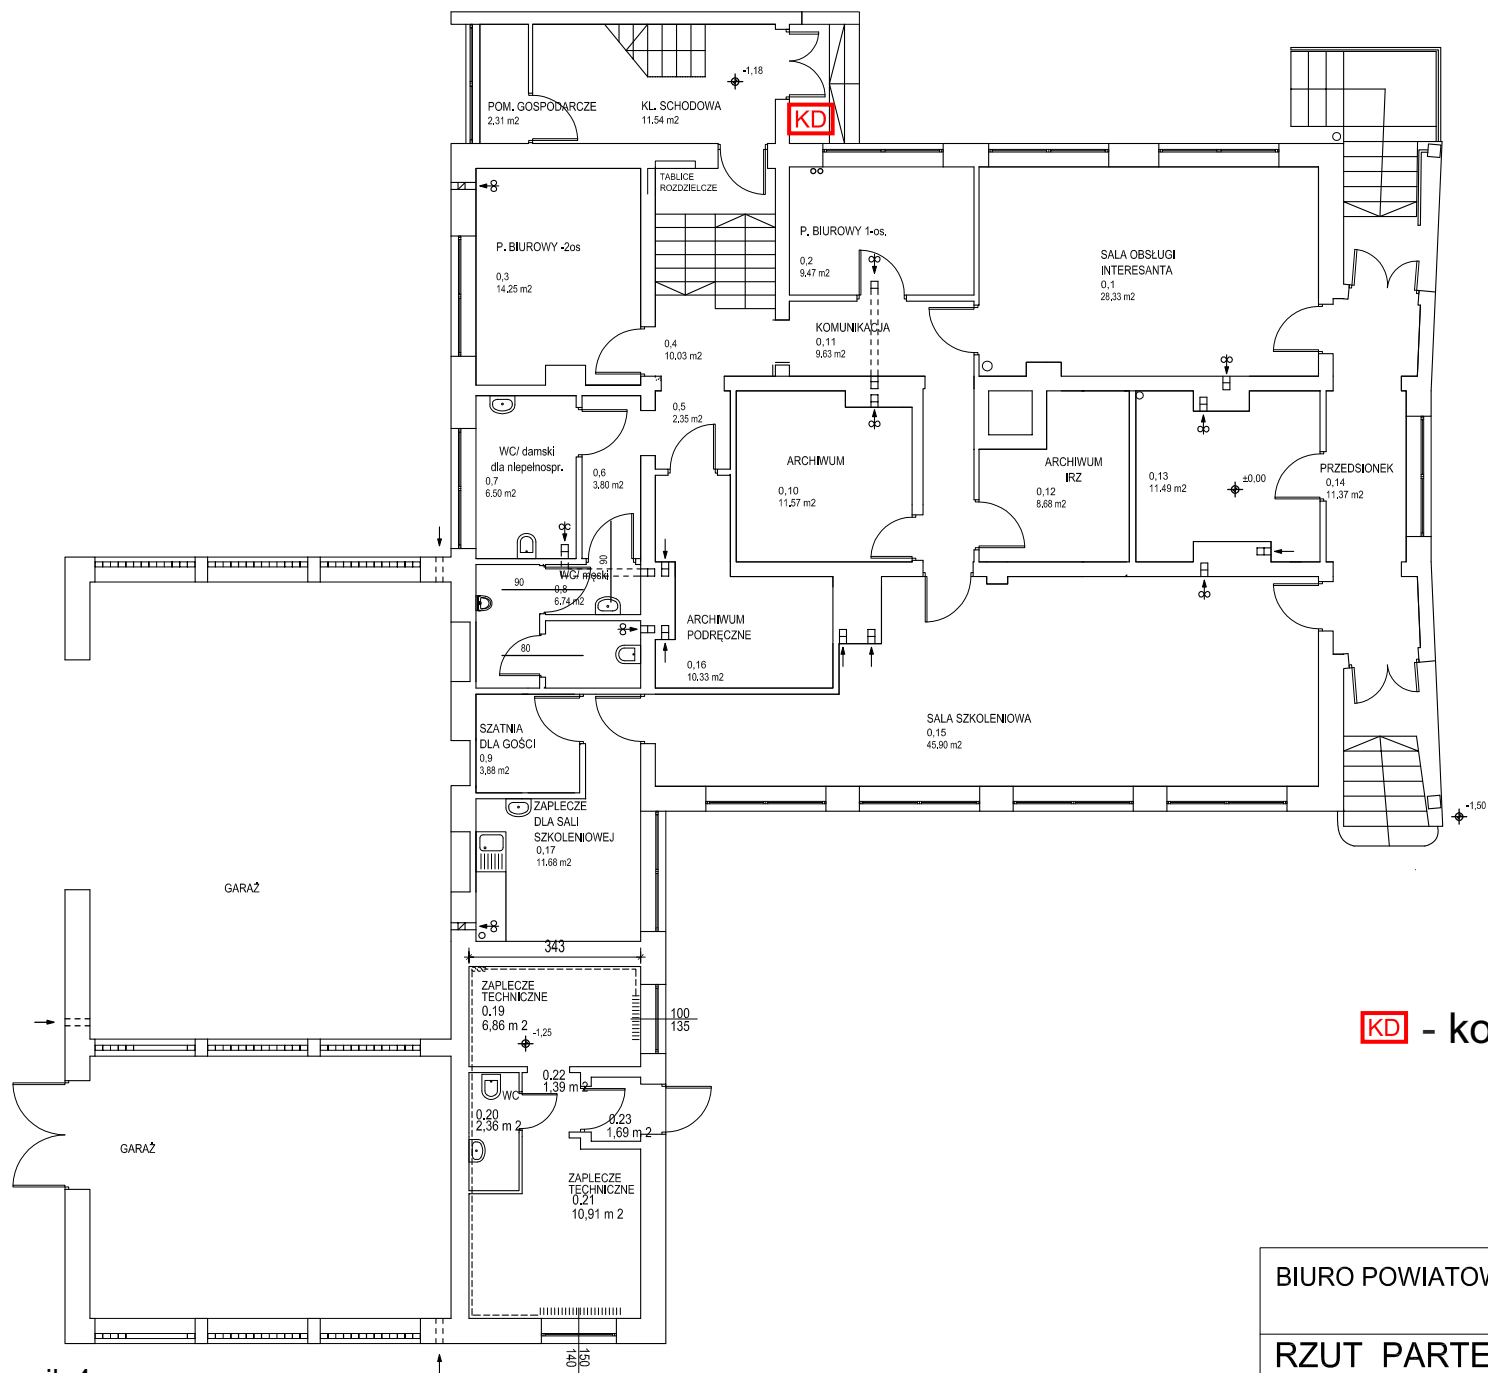 POM. GOSPODARCZE
2,31 m2
KL. SCHODOWA
11.54 m2
-1,18
KD
TABLICE
ROZDZIELCZE
P. BIUROWY -2os
0,3
14,25 m2
P. BIUROWY 1-os.
0,2
9,47 m2
SALA OBSŁUGI
INTERESANTA
0,1
28,33 m2
KOMUNIKACJA
0,11
9,63 m2
0,4
10,03 m2
0,5
2,35 m2
WC/ damski
dla niepełnospr.
0,7
6.50 m2
0,6
3.80 m2
ARCHIWUM
0,10
11,57 m2
ARCHIWUM
IRZ
0,12
8,68 m2
0,13
11,49 m2
±0,00
PRZEDSIONEK
0,14
11,37 m2
90
90
WC/ męski
0,8
6.74 m2
80
ARCHIWUM
PODRĘCZNE
0,16
10.33 m2
SALA SZKOLENIOWA
0,15
45,90 m2
SZATNIA
DLA GOŚCI
0,9
3,88 m2
ZAPLECZE
DLA SALI
SZKOLENIOWEJ
0,17
11.68 m2
-1,50
GARAŻ
343
ZAPLECZE
TECHNICZNE
0.19
6,86 m 2
-1,25
100
135
KD - ko
0.22
1,39 m 2
WC
0.20
2,36 m 2
0.23
1,69 m 2
GARAŻ
ZAPLECZE
TECHNICZNE
0.21
10,91 m 2
150
140
BIURO POWIATOW
RZUT PARTE